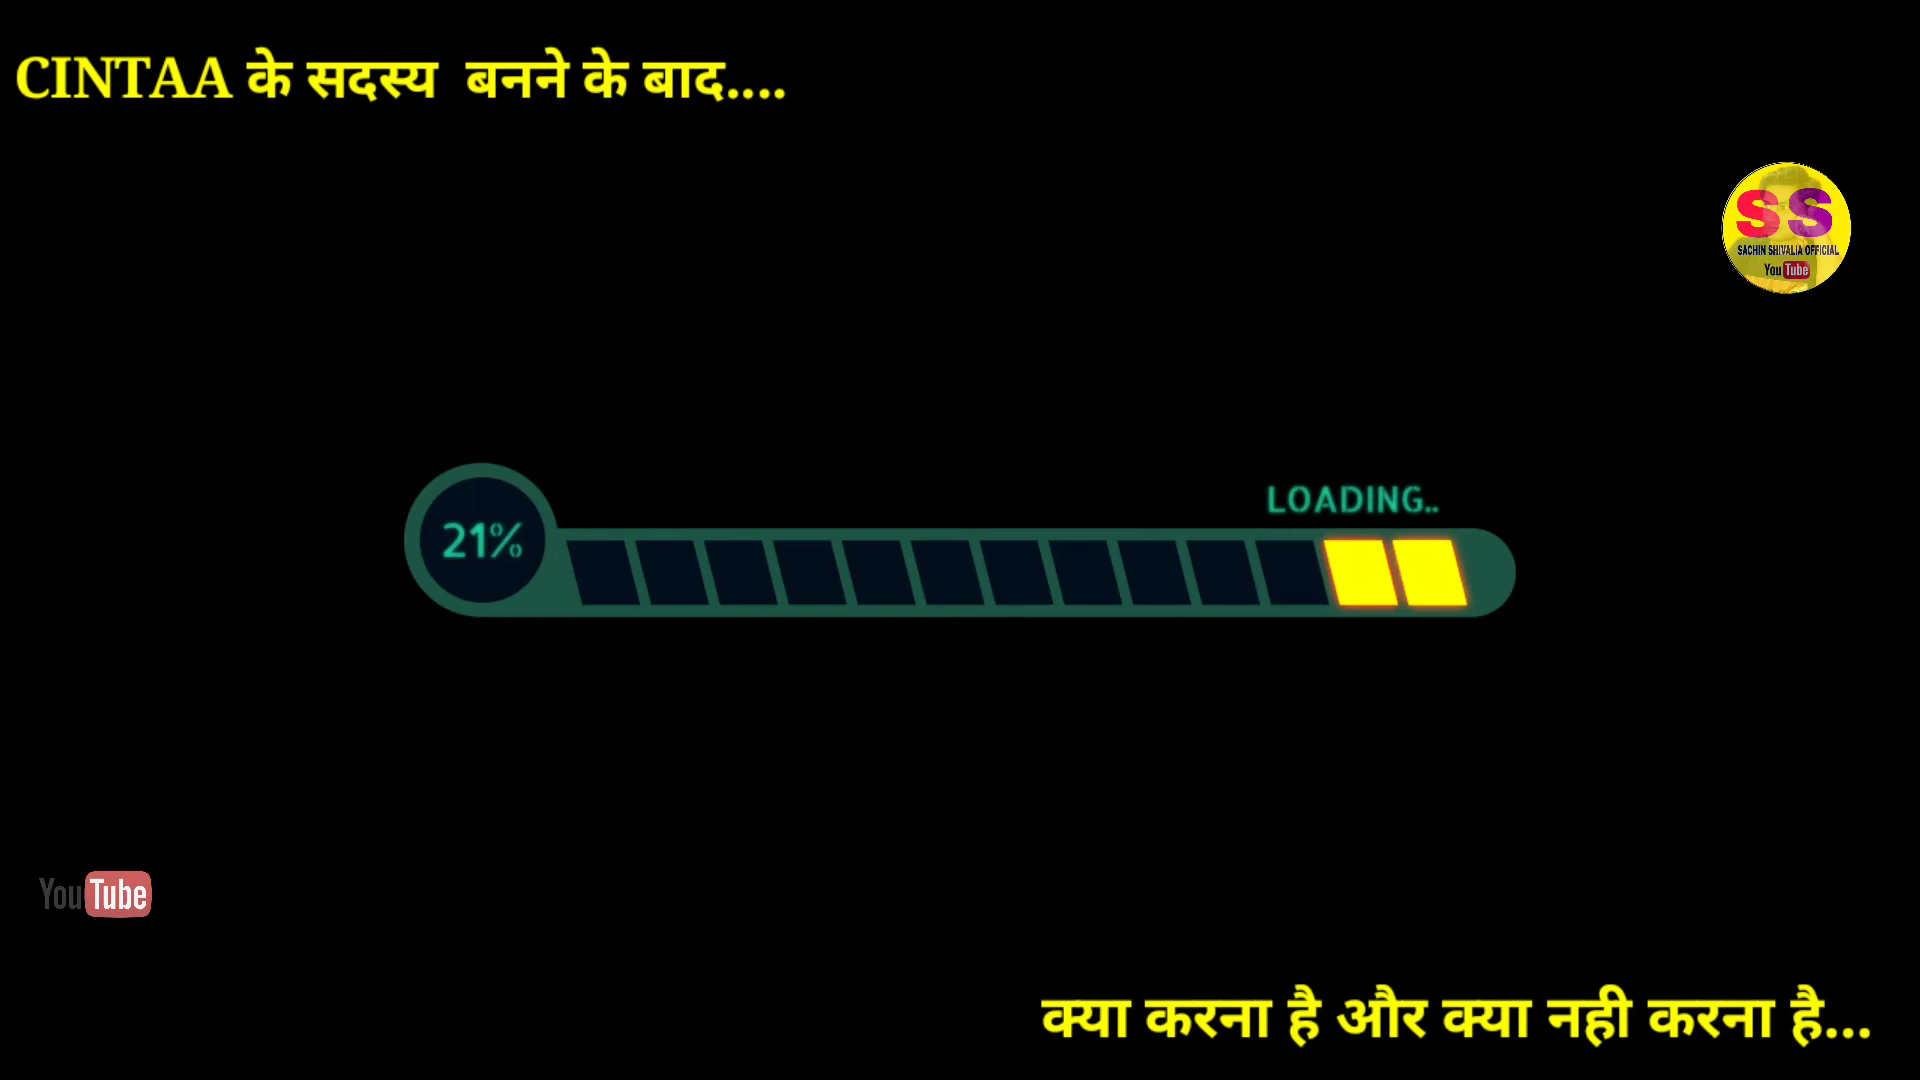 CINTAA के सदस्य  बनने के बाद....
SS
SACHIN SHIVALIA OFFICIAL
YouTube
LOADING..
21%
YouTube
क्या करना है और क्या नही करना है...